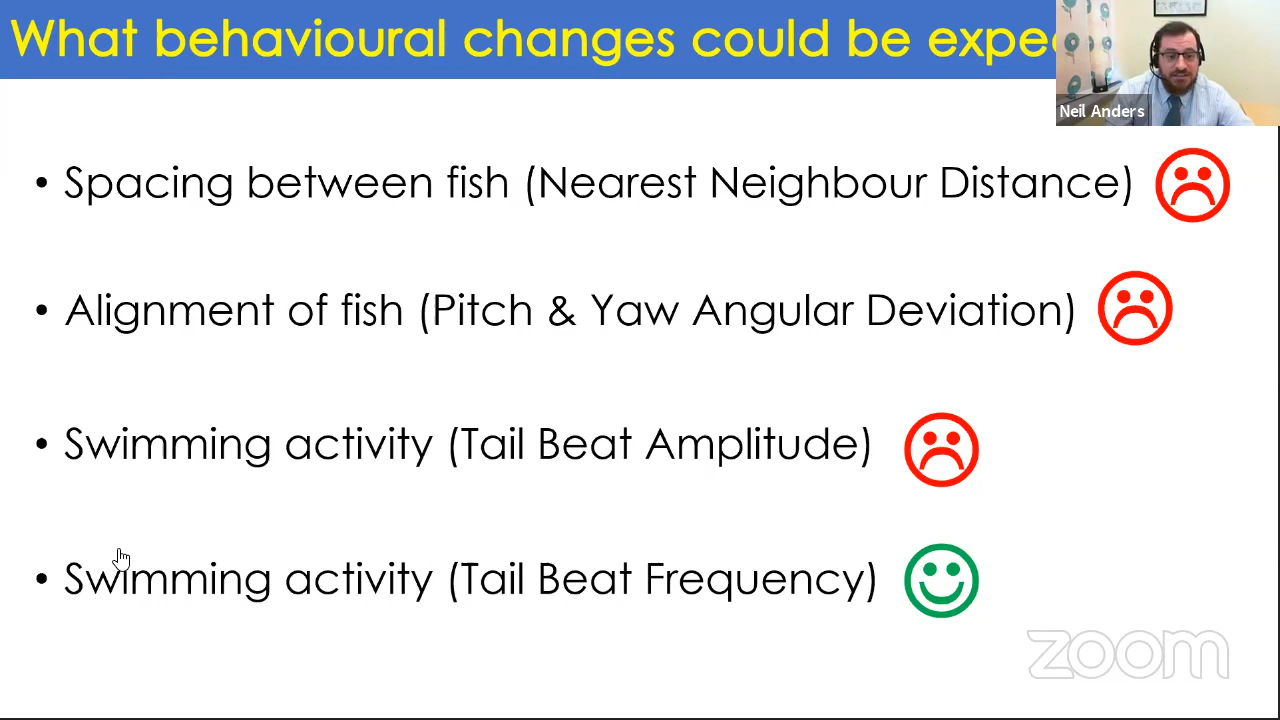 What behavioural changes could be expe
Neil Anders
• Spacing between fish (Nearest Neighbour Distance)
• Alignment of fish (Pitch & Yaw Angular Deviation)
• Swimming activity (Tail Beat Amplitude)
• Swimming activity (Tail Beat Frequency)
zoom